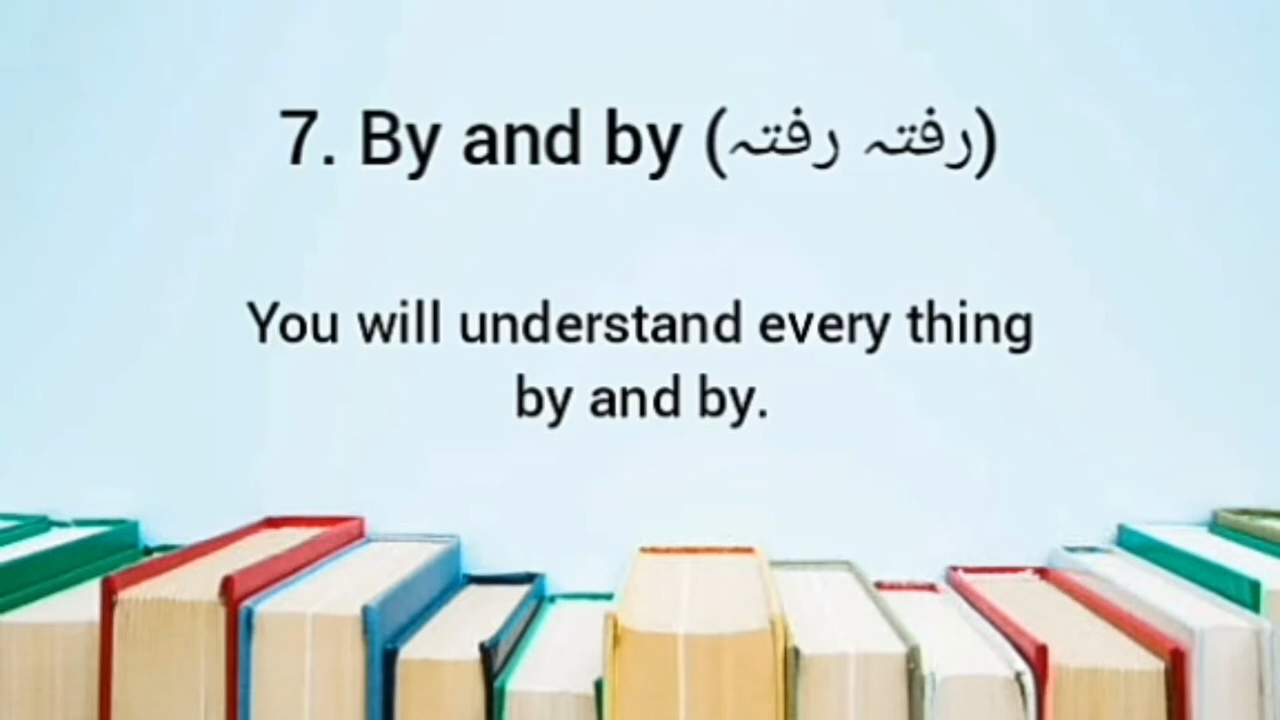 7. By and by (رفتہ رفتہ)
You will understand every thing
by and by.